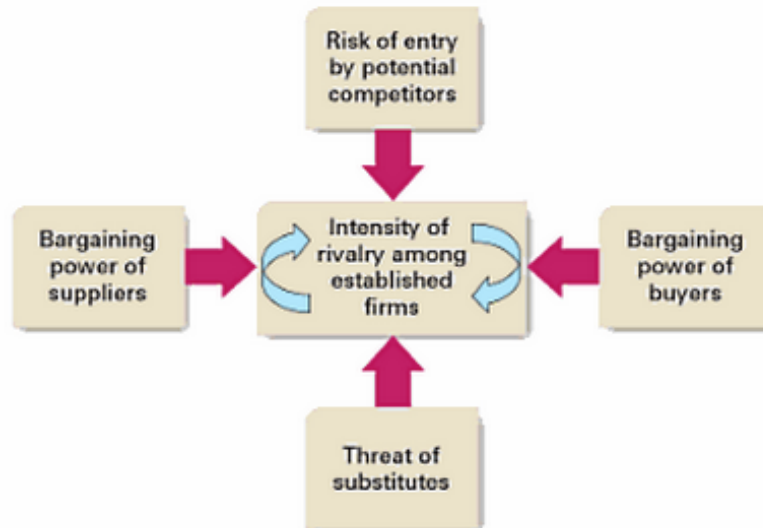 Risk of entry
by potential
competitors
Bargaining
power of
suppliers
Intensity of
rivalry among
established
firms
Bargaining
power of
buyers
Threat of
substitutes